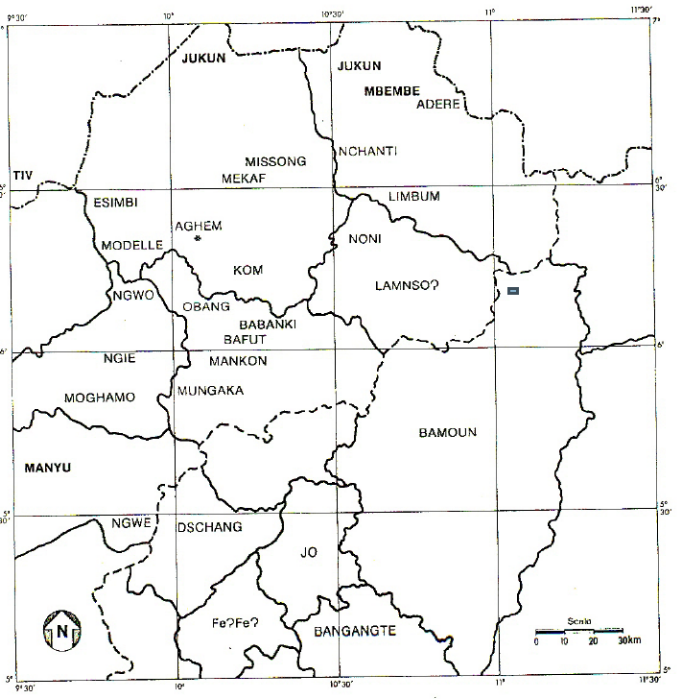 9°30'
10°
10°30'
11°
11°30'
7°
JUKUN
JUKUN
MBEMBE
ADERE
NCHANTI
MISSONG
MEKAF
TIV
6°30'
ESIMBI
LIMBUM
AGHEM
*
NONI
MODELLE
KOM
LAMNSO?
NGWO
OBANG
BABANKI
BAFUT
6°
6°
NGIE
MANKON
MOGHAMO
MUNGAKA
BAMOUN
MANYU
5°30'
NGWE
DSCHANG
JO
Fe?Fe?
BANGANGTE
N
Scale
0 10 20 30km
5°
5°
9°30'
10°
10°30'
11°